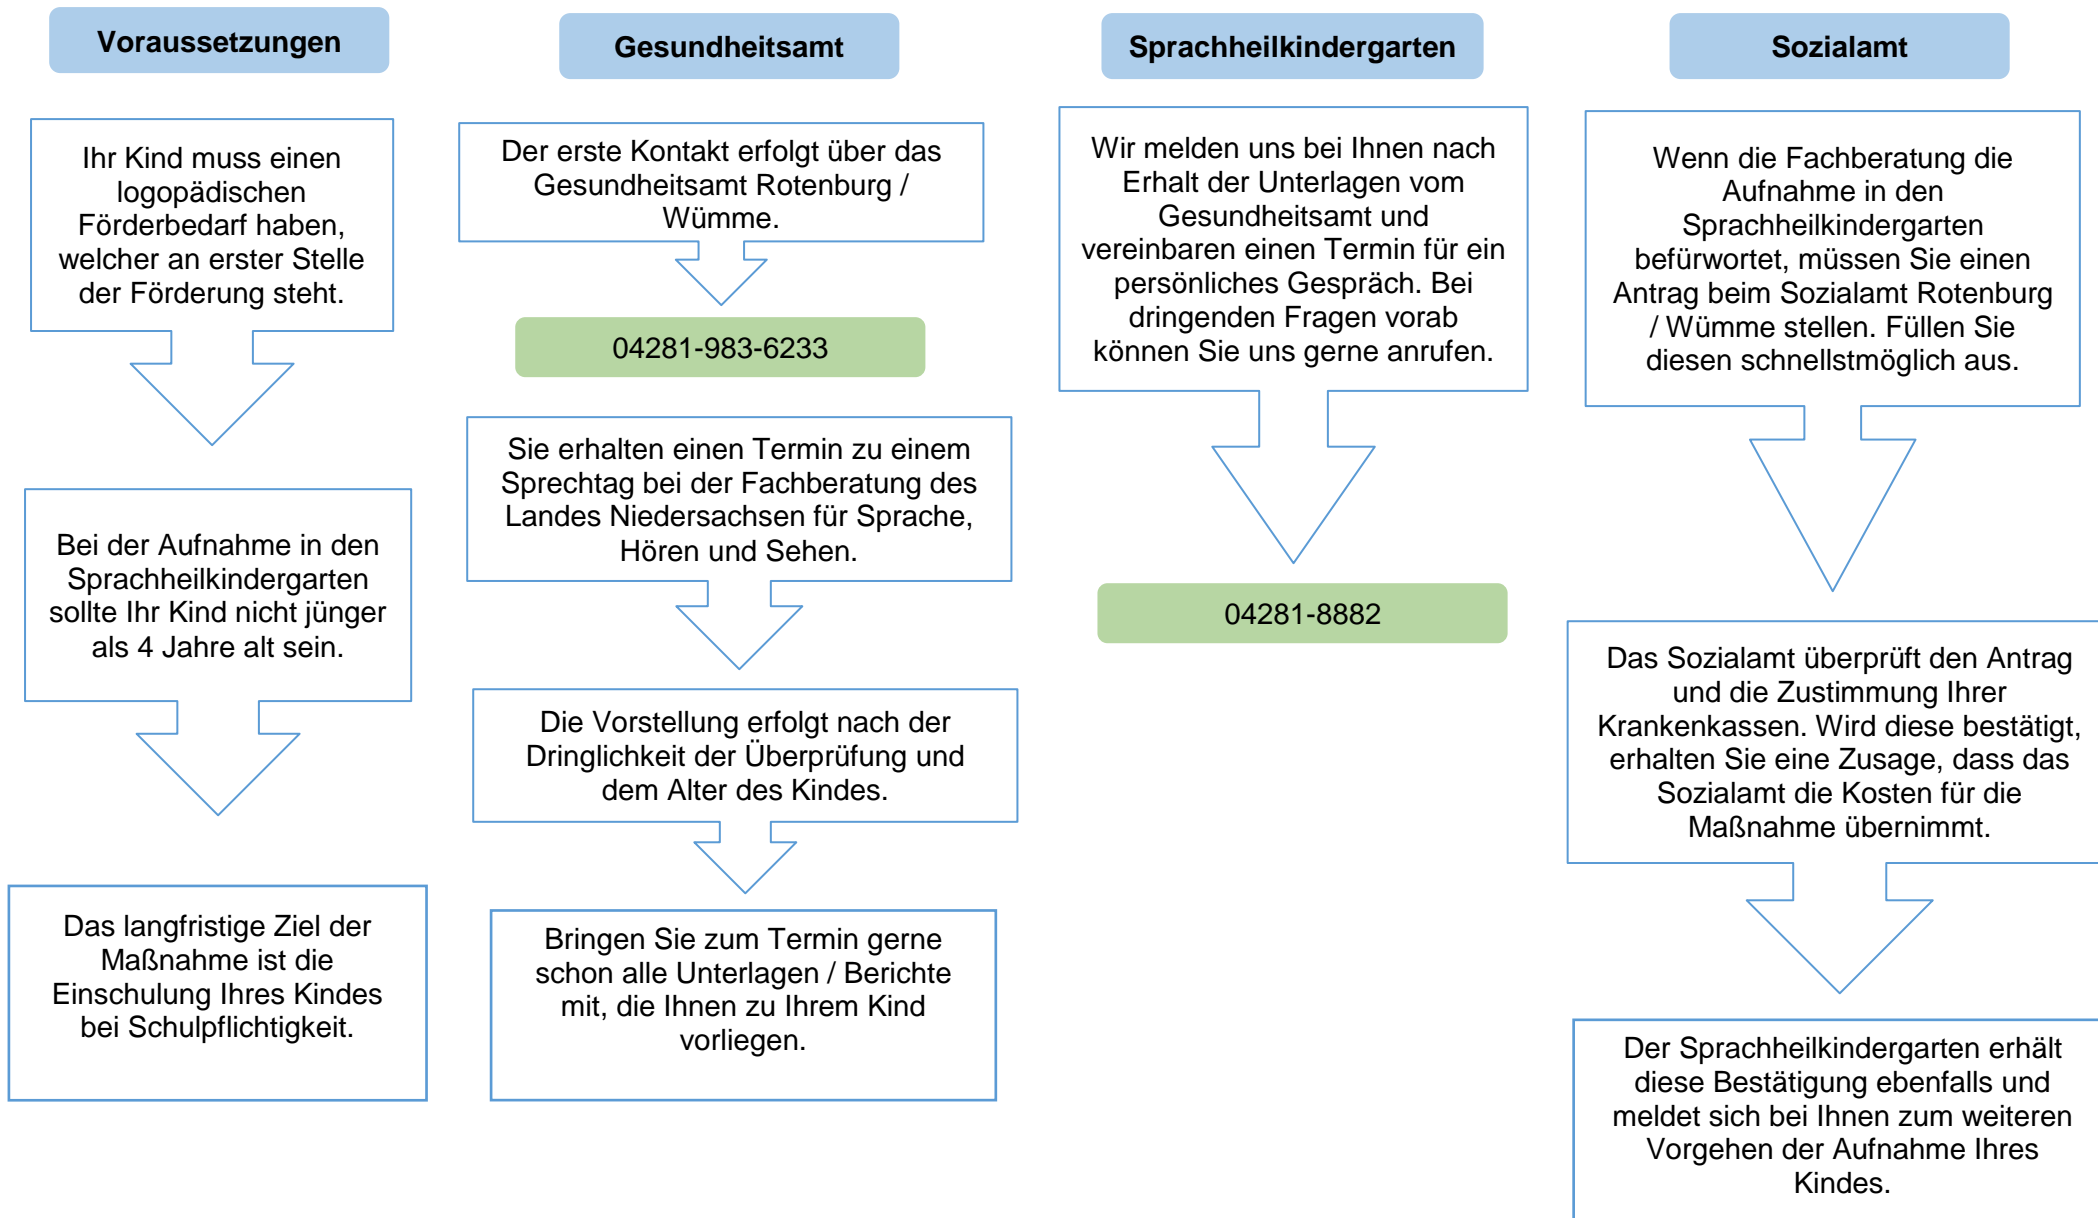 Voraussetzungen
Ihr Kind muss einen
logopädischen
Förderbedarf haben,
welcher an erster Stelle
der Förderung steht.
Bei der Aufnahme in den
Sprachheilkindergarten
sollte Ihr Kind nicht jünger
als 4 Jahre alt sein.
Das langfristige Ziel der
Maßnahme ist die
Einschulung Ihres Kindes
bei Schulpflichtigkeit.
Gesundheitsamt
Der erste Kontakt erfolgt über das
Gesundheitsamt Rotenburg /
Wümme.
04281-983-6233
Sie erhalten einen Termin zu einem
Sprechtag bei der Fachberatung des
Landes Niedersachsen für Sprache,
Hören und Sehen.
Die Vorstellung erfolgt nach der
Dringlichkeit der Überprüfung und
dem Alter des Kindes.
Bringen Sie zum Termin gerne
schon alle Unterlagen / Berichte
mit, die Ihnen zu Ihrem Kind
vorliegen.
Sprachheilkindergarten
Wir melden uns bei Ihnen nach
Erhalt der Unterlagen vom
Gesundheitsamt und
vereinbaren einen Termin für ein
persönliches Gespräch. Bei
dringenden Fragen vorab
können Sie uns gerne anrufen.
04281-8882
Sozialamt
Wenn die Fachberatung die
Aufnahme in den
Sprachheilkindergarten
befürwortet, müssen Sie einen
Antrag beim Sozialamt Rotenburg
/ Wümme stellen. Füllen Sie
diesen schnellstmöglich aus.
Das Sozialamt überprüft den Antrag
und die Zustimmung Ihrer
Krankenkassen. Wird diese bestätigt,
erhalten Sie eine Zusage, dass das
Sozialamt die Kosten für die
Maßnahme übernimmt.
Der Sprachheilkindergarten erhält
diese Bestätigung ebenfalls und
meldet sich bei Ihnen zum weiteren
Vorgehen der Aufnahme Ihres
Kindes.